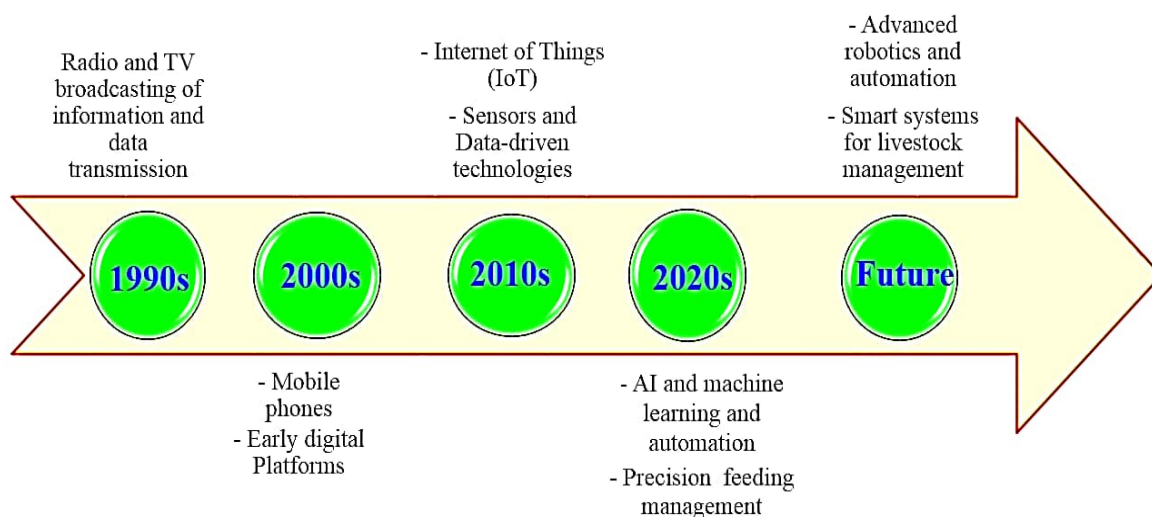 Radio and TV
broadcasting of
information and
data
transmission
- Internet of Things
(IoT)
- Sensors and
Data-driven
technologies
- Advanced
robotics and
automation
- Smart systems
for livestock
management
1990s
2000s
2010s
2020s
Future
- Mobile
phones
- Early digital
Platforms
- AI and machine
learning and
automation
- Precision feeding
management